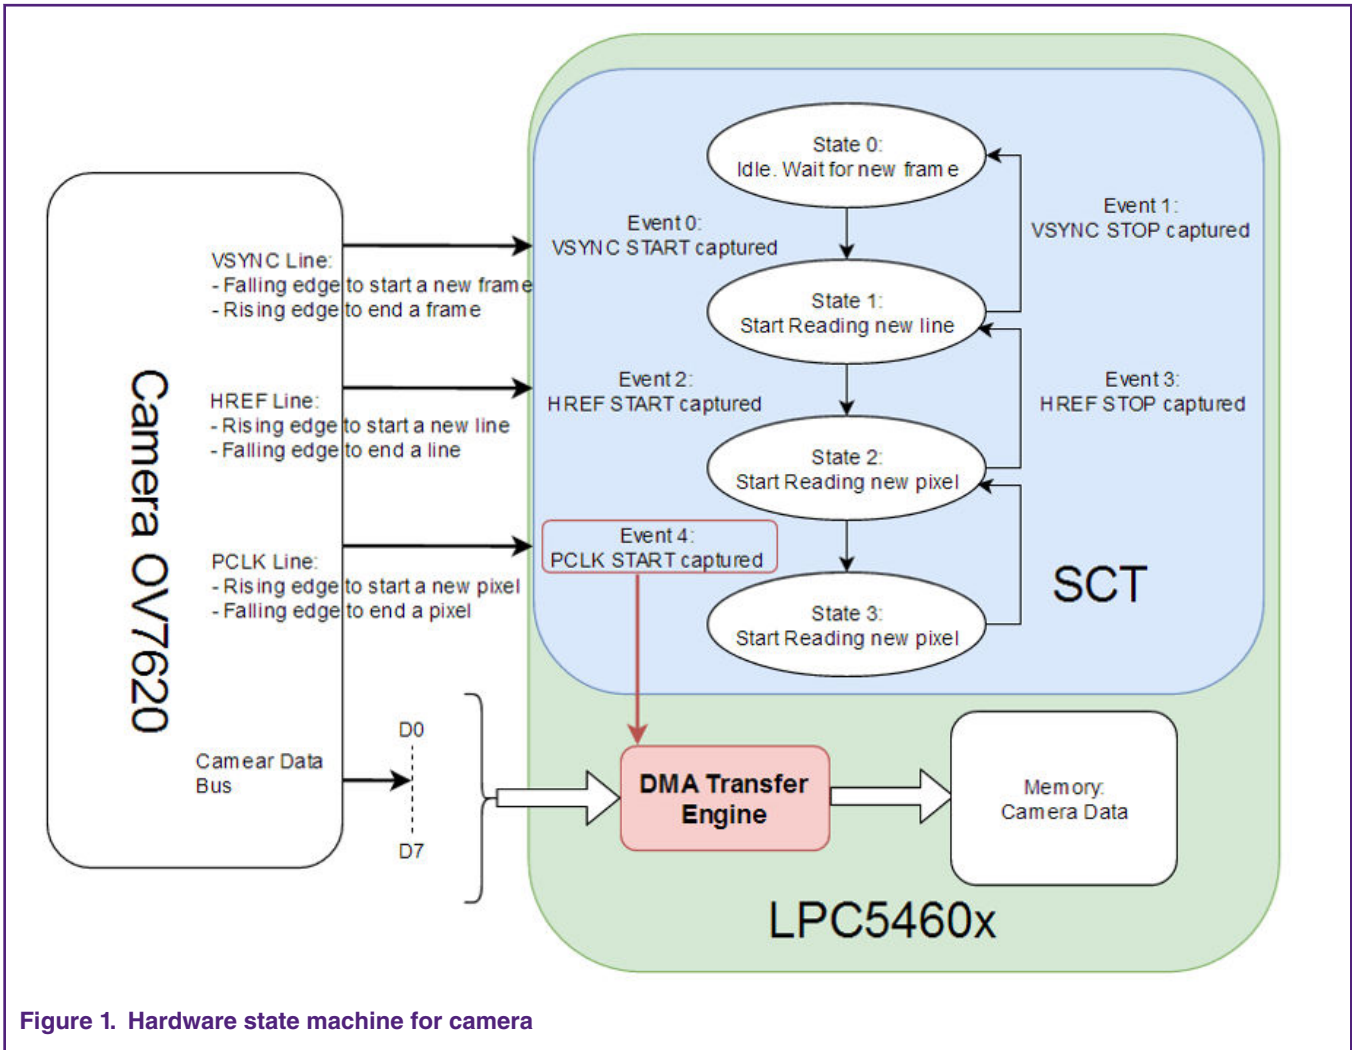 State 0:
Idle. Wait for new frame
Event 0:
VSYNC START captured
Event 1:
VSYNC STOP captured
VSYNC Line:
- Falling edge to start a new frame
- Rising edge to end a frame
State 1:
Start Reading new line
Camera OV7620
HREF Line:
- Rising edge to start a new line
- Falling edge to end a line
Event 2:
HREF START captured
Event 3:
HREF STOP captured
State 2:
Start Reading new pixel
PCLK Line:
- Rising edge to start a new pixel
- Falling edge to end a pixel
Event 4:
PCLK START captured
SCT
State 3:
Start Reading new pixel
Camear Data
Bus
D0
D7
DMA Transfer
Engine
Memory:
Camera Data
LPC5460x
Figure 1. Hardware state machine for camera